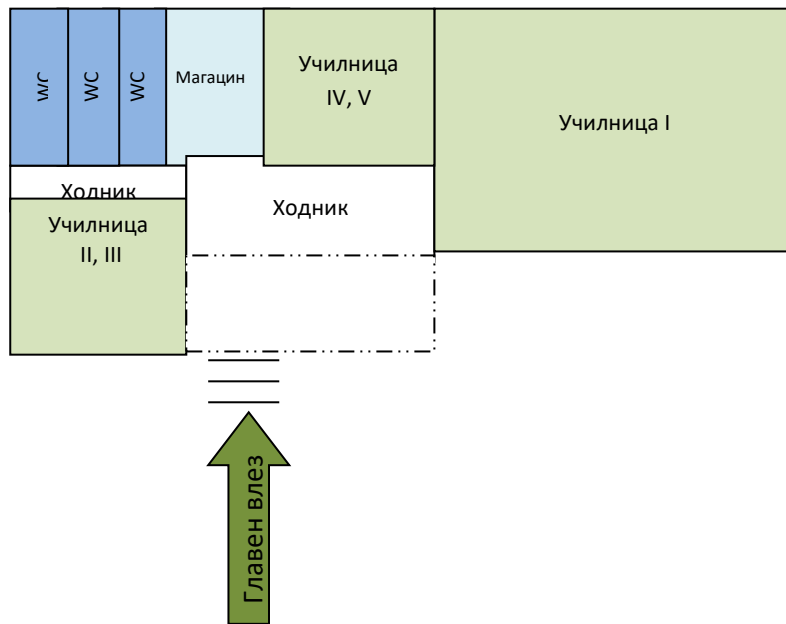 WC
WC
WC
Магацин
Училница
IV, V
Училница I
Ходник
Ходник
Училница
II, III
Главен влез